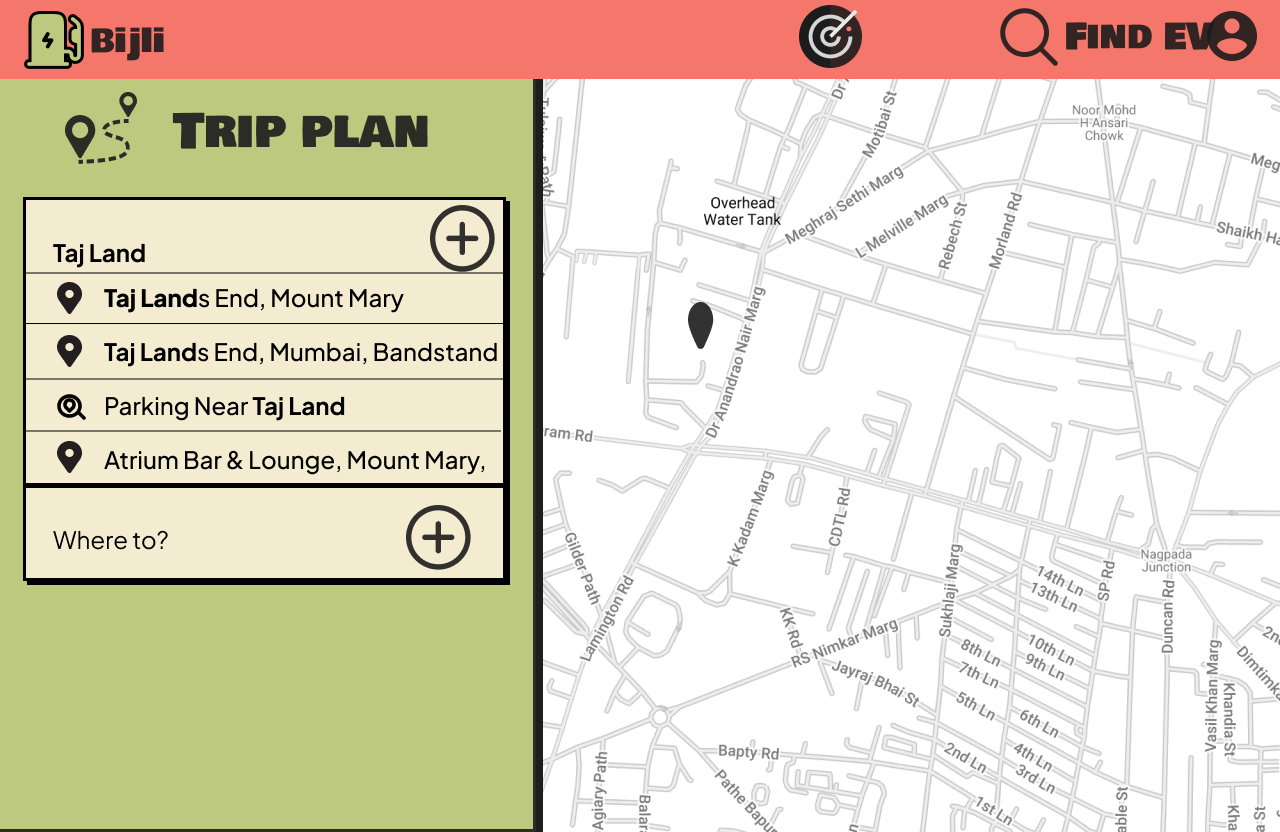 Bijli
FIND EV
TRIP PLAN
Taj Land
Taj Lands End, Mount Mary
Taj Lands End, Mumbai, Bandstand
Parking Near Taj Land
Atrium Bar & Lounge, Mount Mary,
Where to?
Motibai St
Noor Mohd
H Ansari
Chowk
Meg
Overhead
Water Tank
Meghraj Sethi Marg
L Melville Marg
Rebech St
Morland Rd
Shaikh Ha
Dr Anandrao Nair Marg
ram Rd
K Kadam Marg
CDTL Rd
Gilder Path
Lamington Rd
Sukhlaji Marg
Nagpada
Junction
14th Ln
13th Ln
SP Rd
Duncan Rd
KK Rd
RS Nimkar Marg
Jayraj Bhai St
10th Ln
9th Ln
8th Ln
7th Ln
5th Ln
6th Ln
4th Ln
3rd Ln
2nd Ln
1st Ln
2n
Dimtimk
Vasil Khan Marg
Khandia St
Bapty Rd
Pathe Bapu
Agiary Path
Balar
able St
Kha
s St